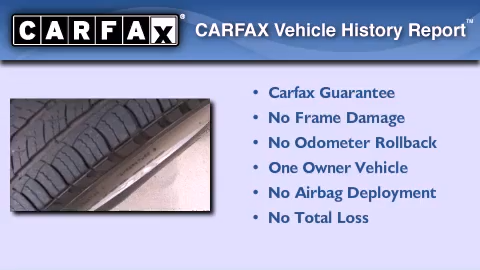 CARFAX® CARFAX Vehicle History Report™
• Carfax Guarantee
• No Frame Damage
• No Odometer Rollback
• One Owner Vehicle
• No Airbag Deployment
• No Total Loss